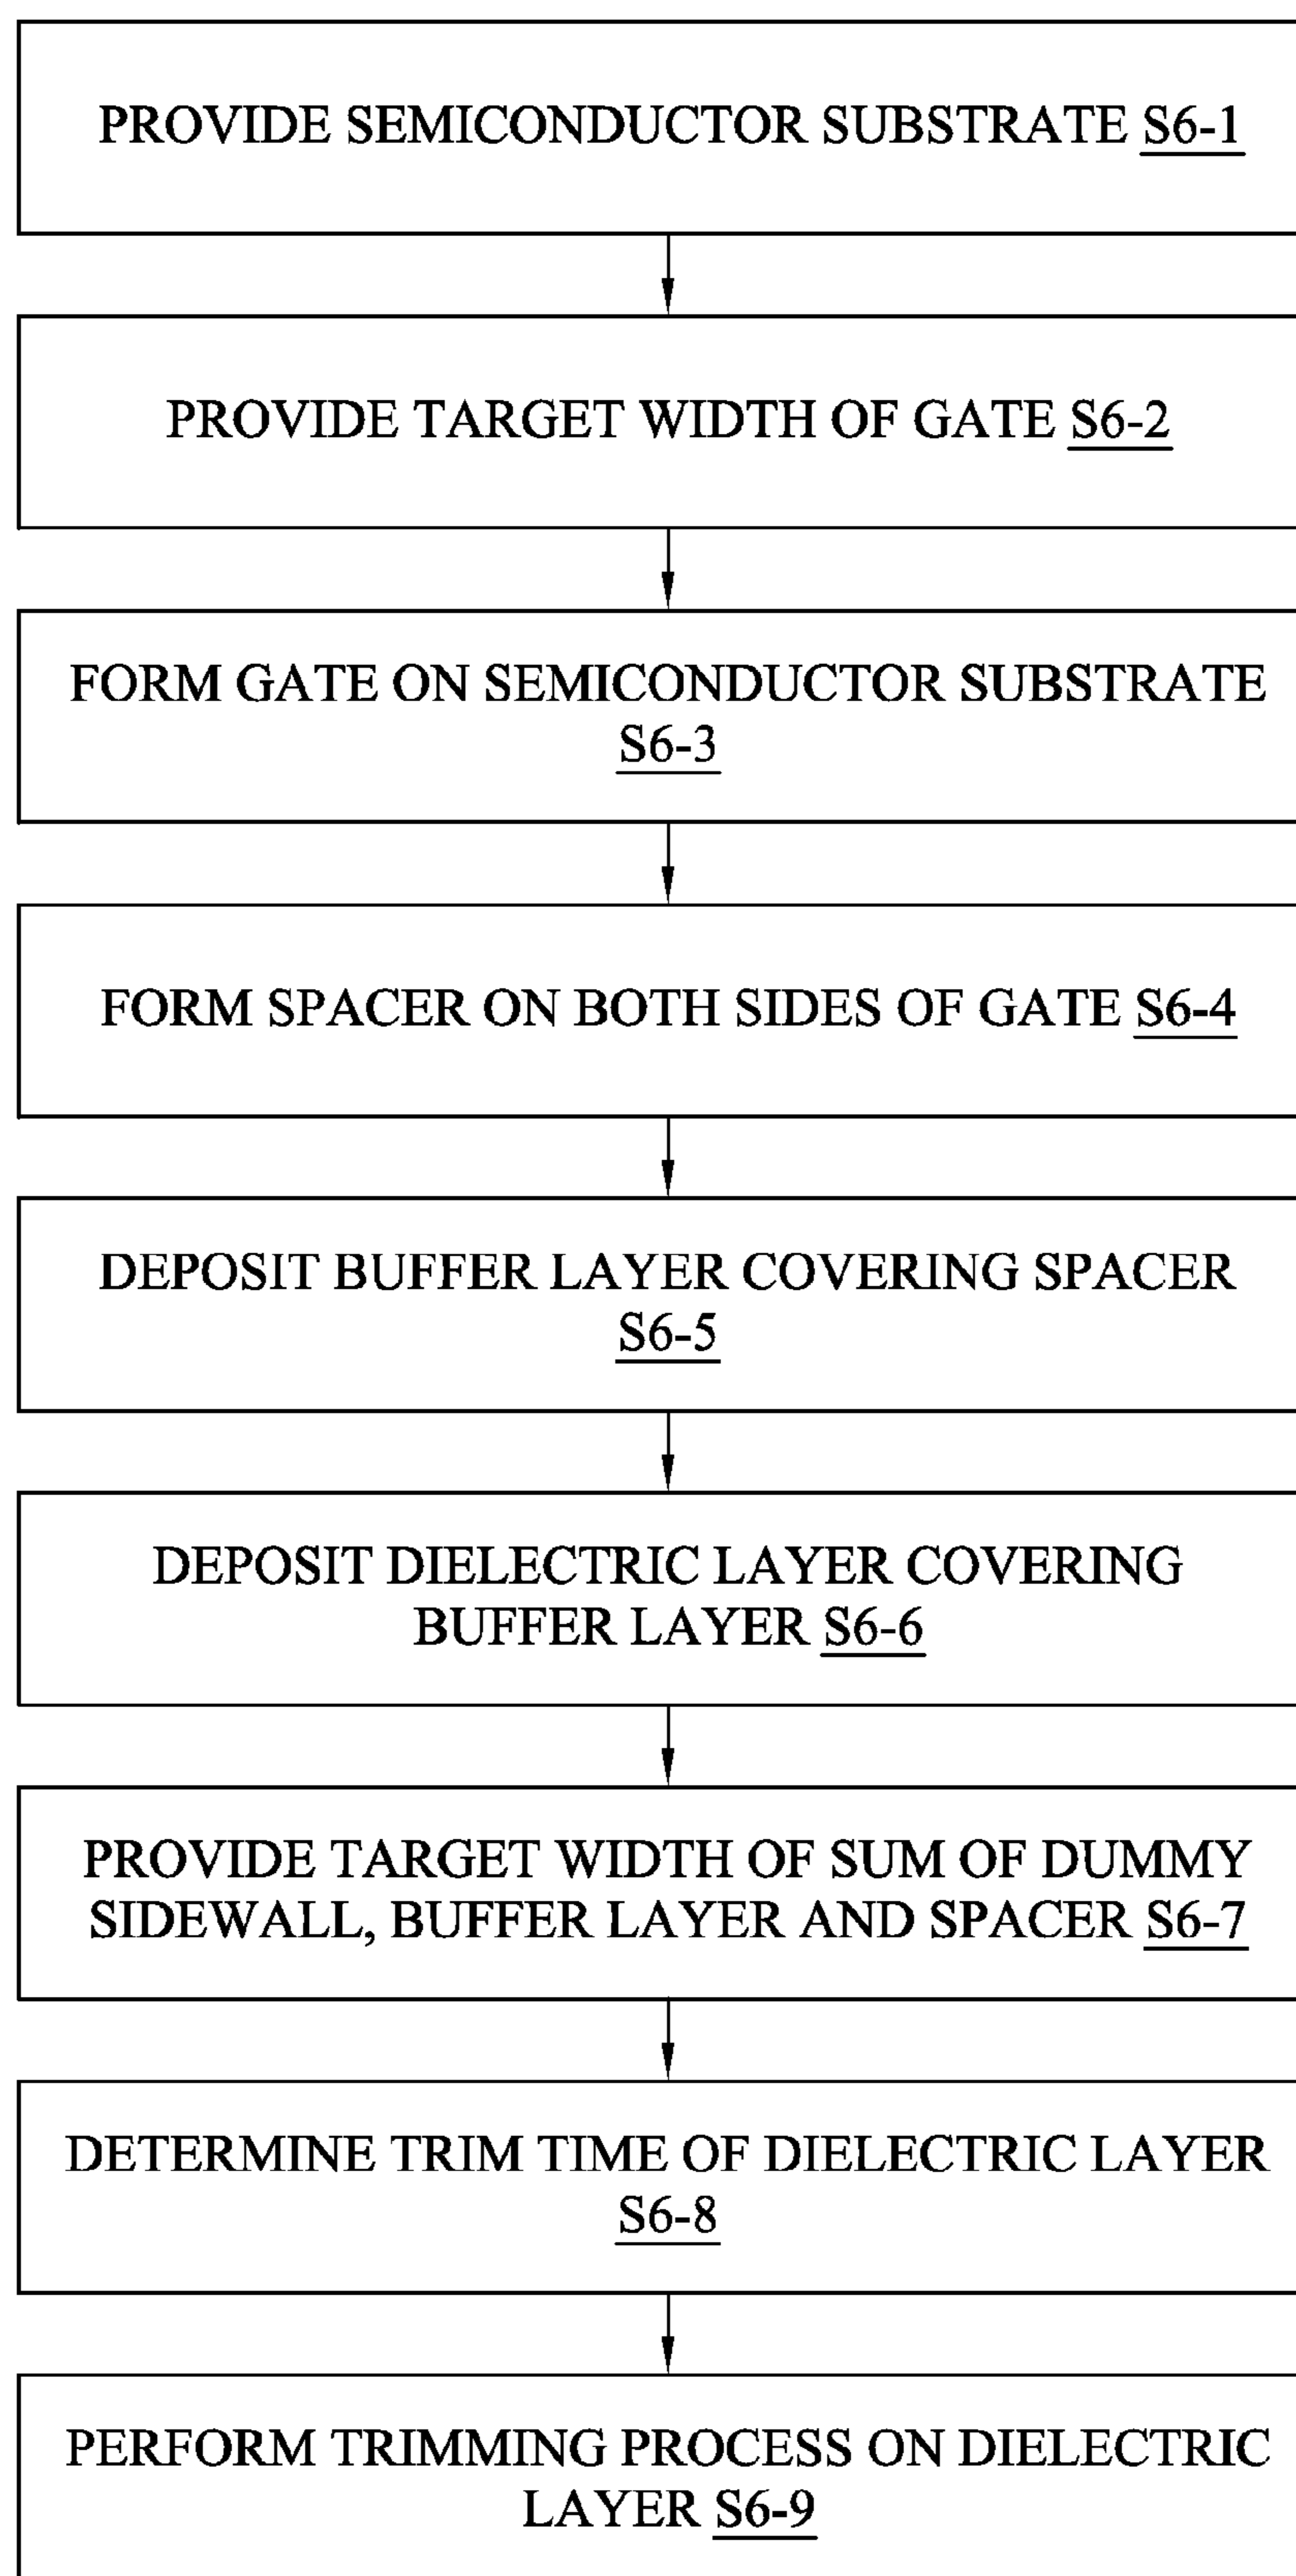 PROVIDE SEMICONDUCTOR SUBSTRATE S6-1
PROVIDE TARGET WIDTH OF GATE S6-2
FORM GATE ON SEMICONDUCTOR SUBSTRATE
S6-3
FORM SPACER ON BOTH SIDES OF GATE S6-4
DEPOSIT BUFFER LAYER COVERING SPACER
S6-5
DEPOSIT DIELECTRIC LAYER COVERING
BUFFER LAYER S6-6
PROVIDE TARGET WIDTH OF SUM OF DUMMY
SIDEWALL, BUFFER LAYER AND SPACER S6-7
DETERMINE TRIM TIME OF DIELECTRIC LAYER
S6-8
PERFORM TRIMMING PROCESS ON DIELECTRIC
LAYER S6-9